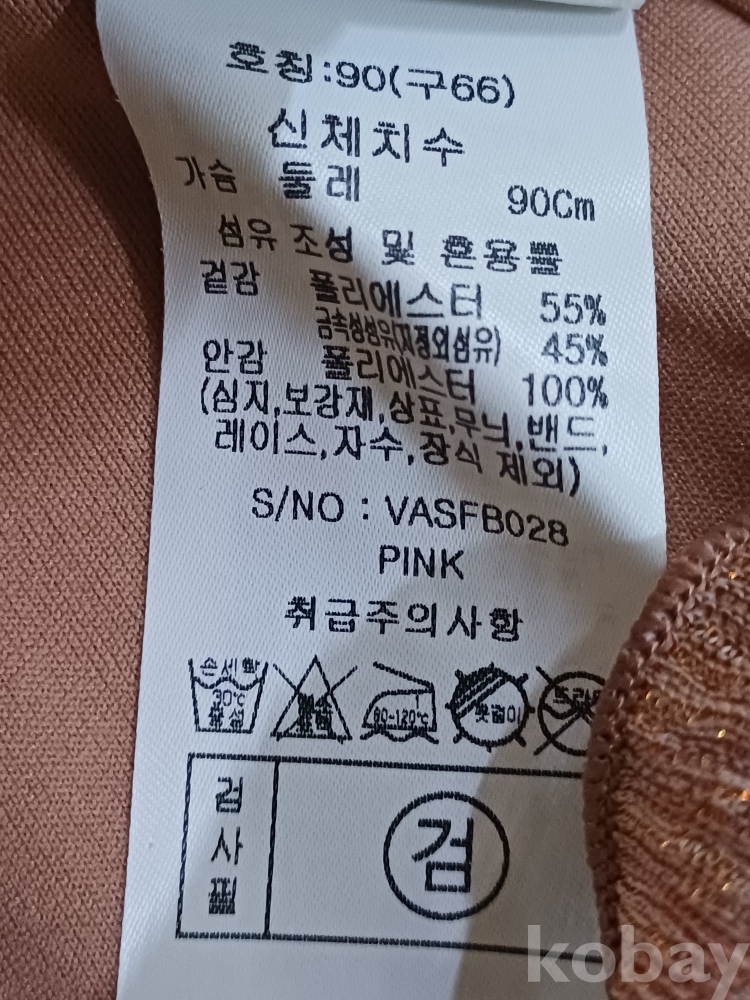 호칭:90(구66)
신체치수
가슴 둘레 90Cm
섬유 조성 및 혼용률
겉감 폴리에스터 55%
금속성섬유(지정외섬유) 45%
안감 폴리에스터 100%
(심지,보강재,상표,무늬,밴드,
레이스,자수,장식 제외)
S/NO : VASFB028
PINK
취급주의사항
손세탁
30℃
중성
80-120℃
옷걸이
검사필
검
kobay